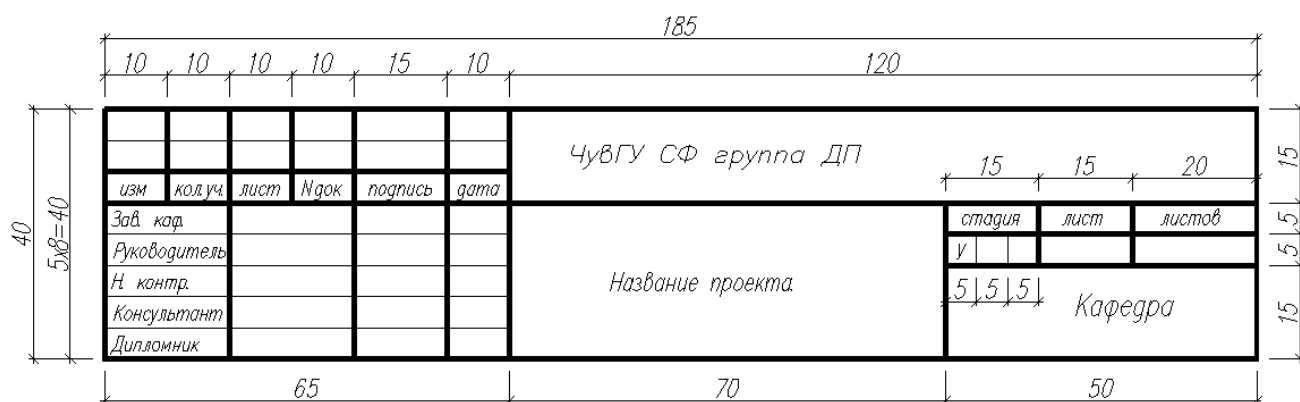 185
10 10 10 10 15 10 120
ЧувГУ СФ группа ДП
15 15 20 15
изм кол.уч. лист Nдок подпись дата
40 5х8=40
Зав. каф. стадия лист листов 5
Руководитель У 5
Н. контр. Название проекта 5 5 5 15
Консультант Кафедра
Дипломник
65 70 50